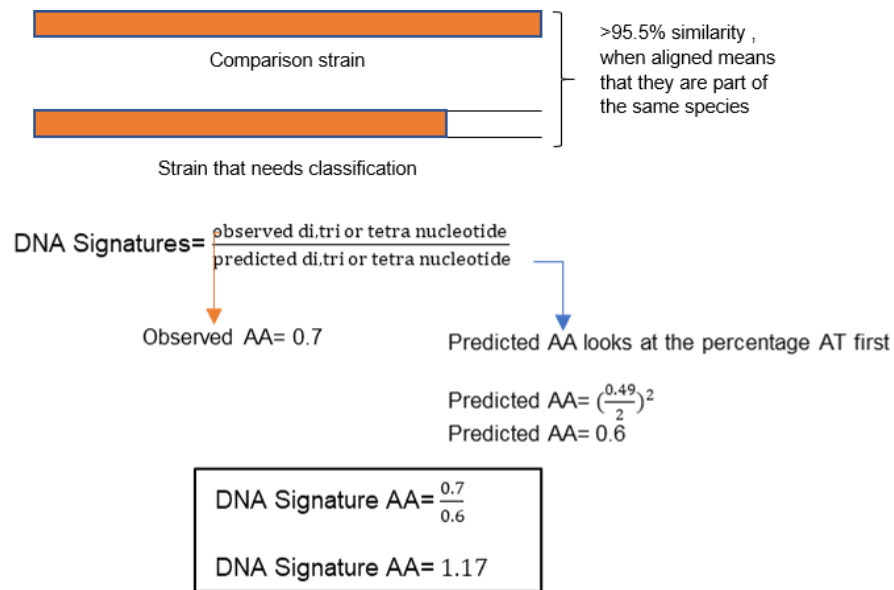 >95.5% similarity ,
when aligned means
that they are part of
the same species
Comparison strain
Strain that needs classification
DNA Signatures= observed di,tri or tetra nucleotide / predicted di,tri or tetra nucleotide
Observed AA= 0.7
Predicted AA looks at the percentage AT first
Predicted AA= (0.49/2)²
Predicted AA= 0.6
DNA Signature AA= 0.7/0.6
DNA Signature AA= 1.17